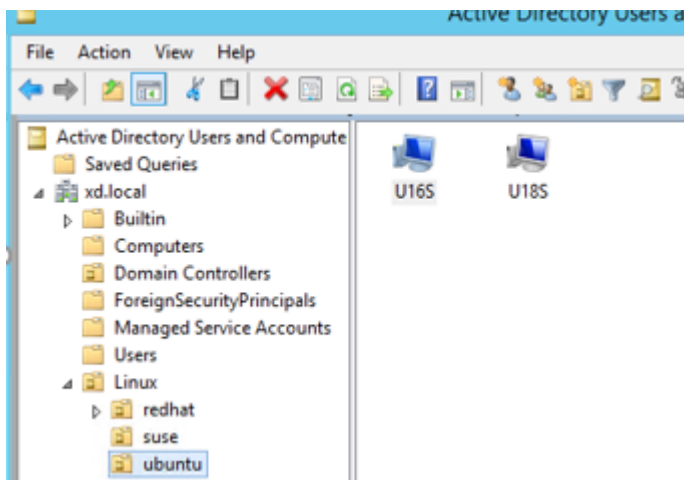 Active Directory Users a
File Action View Help
Active Directory Users and Compute
Saved Queries
xd.local
Builtin
Computers
Domain Controllers
ForeignSecurityPrincipals
Managed Service Accounts
Users
Linux
redhat
suse
ubuntu
U16S U18S